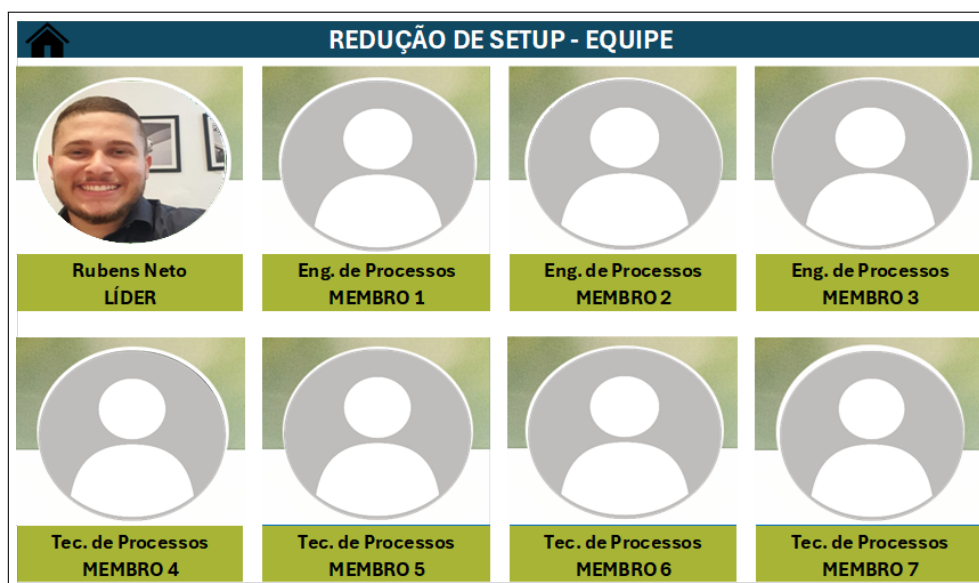 REDUÇÃO DE SETUP - EQUIPE
Rubens Neto
LÍDER
Eng. de Processos
MEMBRO 1
Eng. de Processos
MEMBRO 2
Eng. de Processos
MEMBRO 3
Tec. de Processos
MEMBRO 4
Tec. de Processos
MEMBRO 5
Tec. de Processos
MEMBRO 6
Tec. de Processos
MEMBRO 7